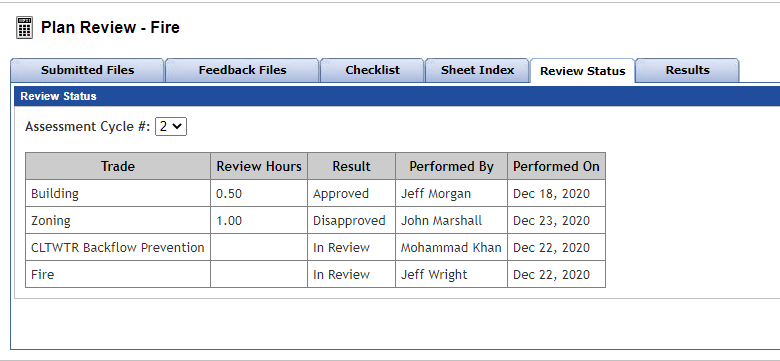 Plan Review - Fire
Submitted Files Feedback Files Checklist Sheet Index Review Status Results
Review Status
Assessment Cycle #: 2
Trade Review Hours Result Performed By Performed On
Building 0.50 Approved Jeff Morgan Dec 18, 2020
Zoning 1.00 Disapproved John Marshall Dec 23, 2020
CLTWTR Backflow Prevention In Review Mohammad Khan Dec 22, 2020
Fire In Review Jeff Wright Dec 22, 2020